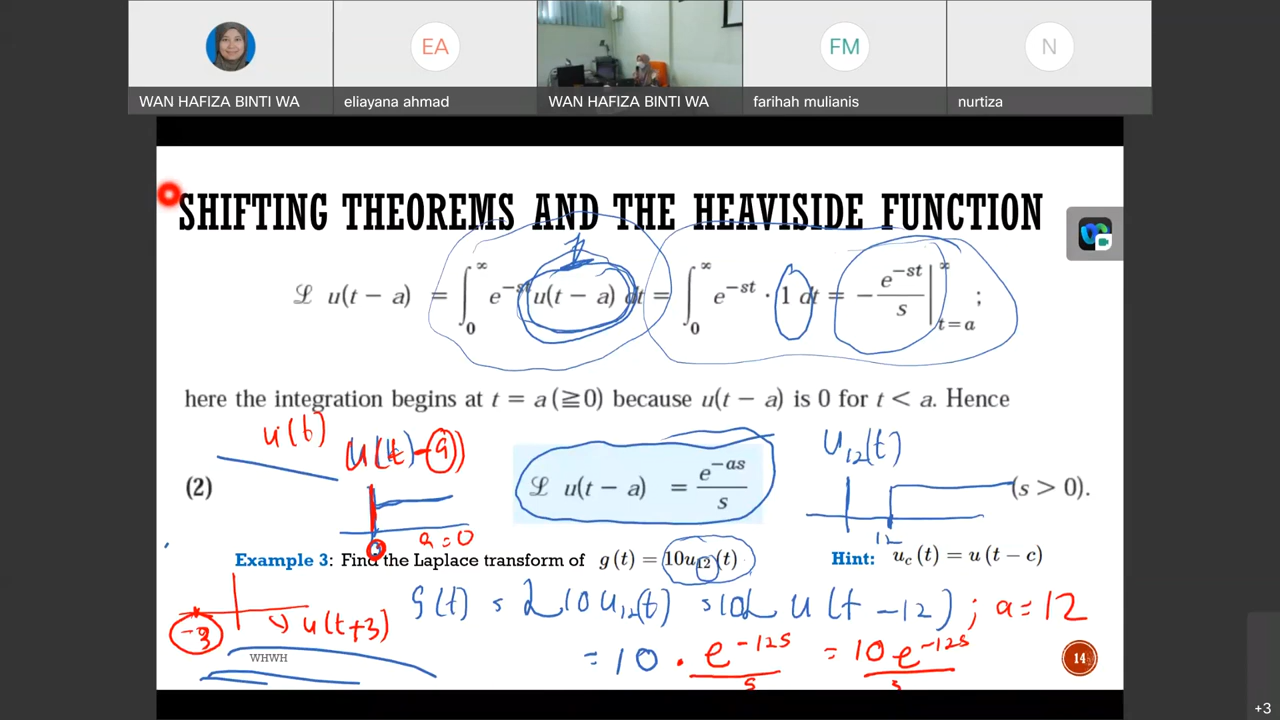 EA
FM
N
WAN HAFIZA BINTI WA
eliayana ahmad
WAN HAFIZA BINTI WA
farihah mulianis
nurtiza
SHIFTING THEOREMS AND THE HEAVISIDE FUNCTION
ℒ u(t − a) = ∫₀^∞ e^{−st} u(t − a) dt = ∫₀^∞ e^{−st} · 1 dt = − e^{−st}/s |_{t=a}^∞ ;
1
here the integration begins at t = a (≧0) because u(t − a) is 0 for t < a. Hence
u(t)
u(t-a)
u₁₂(t)
(2)
ℒ u(t − a) = e^{−as}/s
(s > 0).
a = 0
12
0
Example 3: Find the Laplace transform of g(t) = 10u₁₂(t)
Hint: u_c(t) = u(t − c)
g(t) = ℒ 10 u₁₂(t) = 10 ℒ u(t − 12) ; a = 12
-3
u(t+3)
= 10 · e^{-12s}/s = 10e^{-12s}/s
WHWH
14
+3